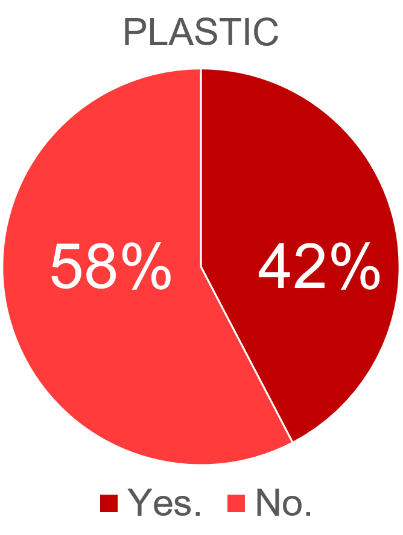 PLASTIC
58% 42%
Yes. No.